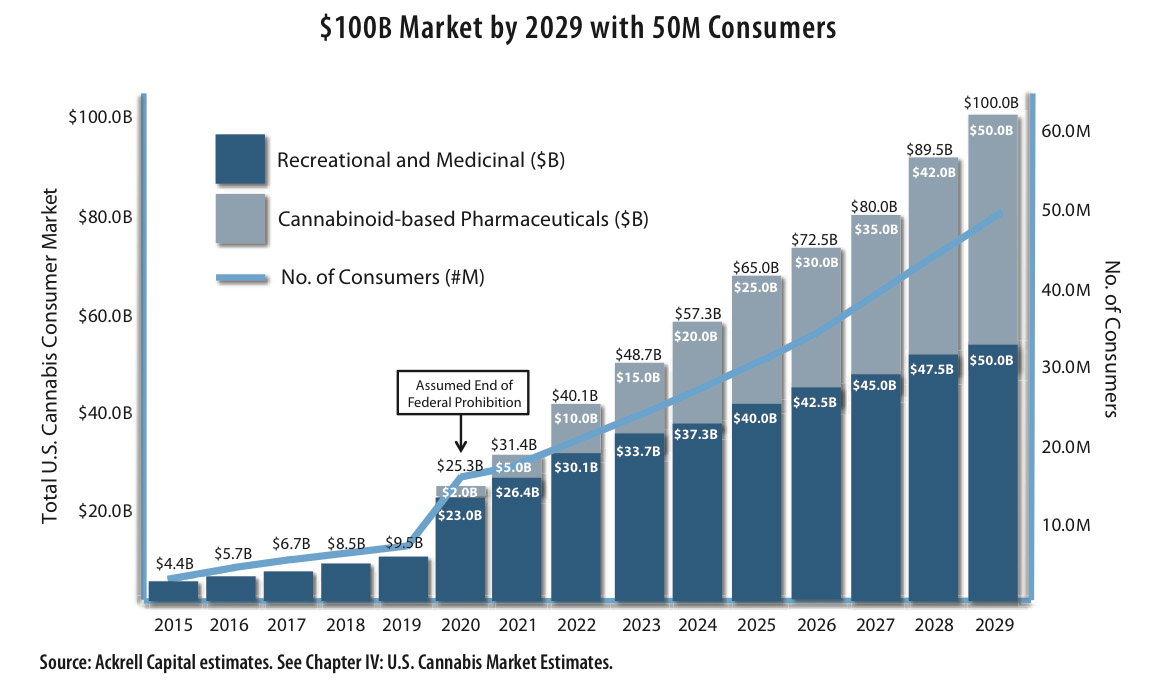 $100B Market by 2029 with 50M Consumers
$100.0B
$80.0B
$60.0B
$40.0B
$20.0B
Total U.S. Cannabis Consumer Market
Recreational and Medicinal ($B)
Cannabinoid-based Pharmaceuticals ($B)
No. of Consumers (#M)
Assumed End of
Federal Prohibition
$4.4B
$5.7B
$6.7B
$8.5B
$9.5B
$25.3B
$2.0B
$23.0B
$31.4B
$5.0B
$26.4B
$40.1B
$10.0B
$30.1B
$48.7B
$15.0B
$33.7B
$57.3B
$20.0B
$37.3B
$65.0B
$25.0B
$40.0B
$72.5B
$30.0B
$42.5B
$80.0B
$35.0B
$45.0B
$89.5B
$42.0B
$47.5B
$100.0B
$50.0B
$50.0B
60.0M
50.0M
40.0M
30.0M
20.0M
10.0M
No. of Consumers
2015 2016 2017 2018 2019 2020 2021 2022 2023 2024 2025 2026 2027 2028 2029
Source: Ackrell Capital estimates. See Chapter IV: U.S. Cannabis Market Estimates.